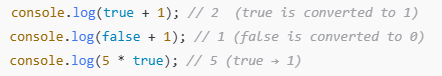 console.log(true + 1); // 2  (true is converted to 1)
console.log(false + 1); // 1 (false is converted to 0)
console.log(5 * true); // 5 (true → 1)